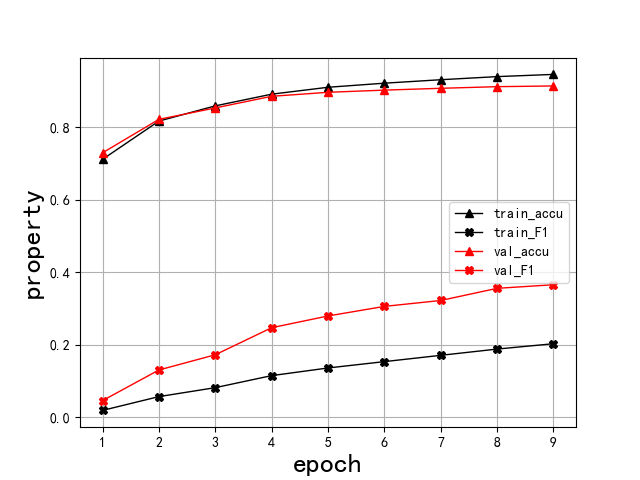 property
0.8
0.6
0.4
0.2
0.0
train_accu
train_F1
val_accu
val_F1
1 2 3 4 5 6 7 8 9
epoch